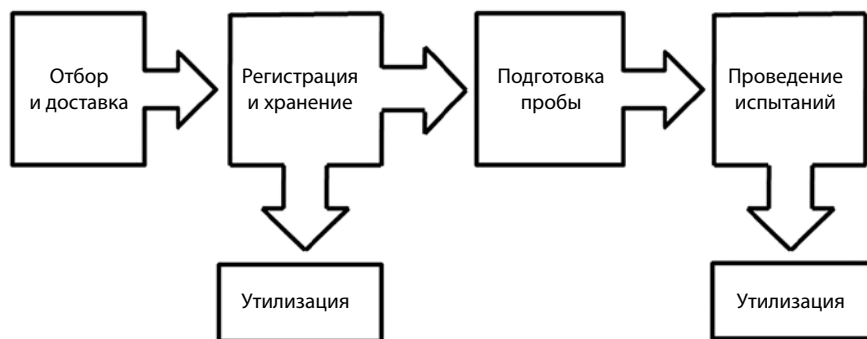 Отбор
и доставка
Регистрация
и хранение
Подготовка
пробы
Проведение
испытаний
Утилизация
Утилизация